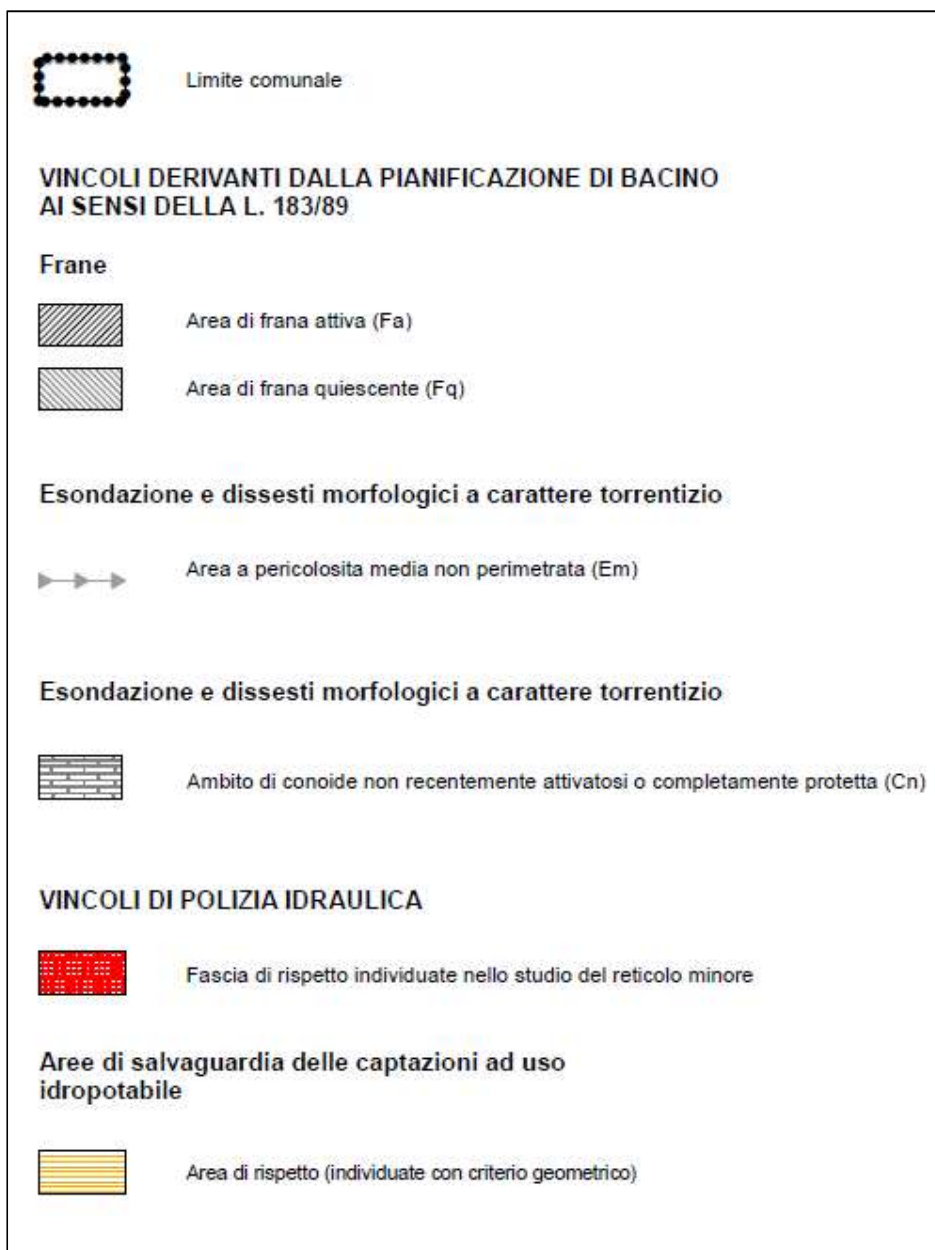 Limite comunale
VINCOLI DERIVANTI DALLA PIANIFICAZIONE DI BACINO
AI SENSI DELLA L. 183/89
Frane
Area di frana attiva (Fa)
Area di frana quiescente (Fq)
Esondazione e dissesti morfologici a carattere torrentizio
Area a pericolosita media non perimetrata (Em)
Esondazione e dissesti morfologici a carattere torrentizio
Ambito di conoide non recentemente attivatosi o completamente protetta (Cn)
VINCOLI DI POLIZIA IDRAULICA
Fascia di rispetto individuate nello studio del reticolo minore
Aree di salvaguardia delle captazioni ad uso
idropotabile
Area di rispetto (individuate con criterio geometrico)